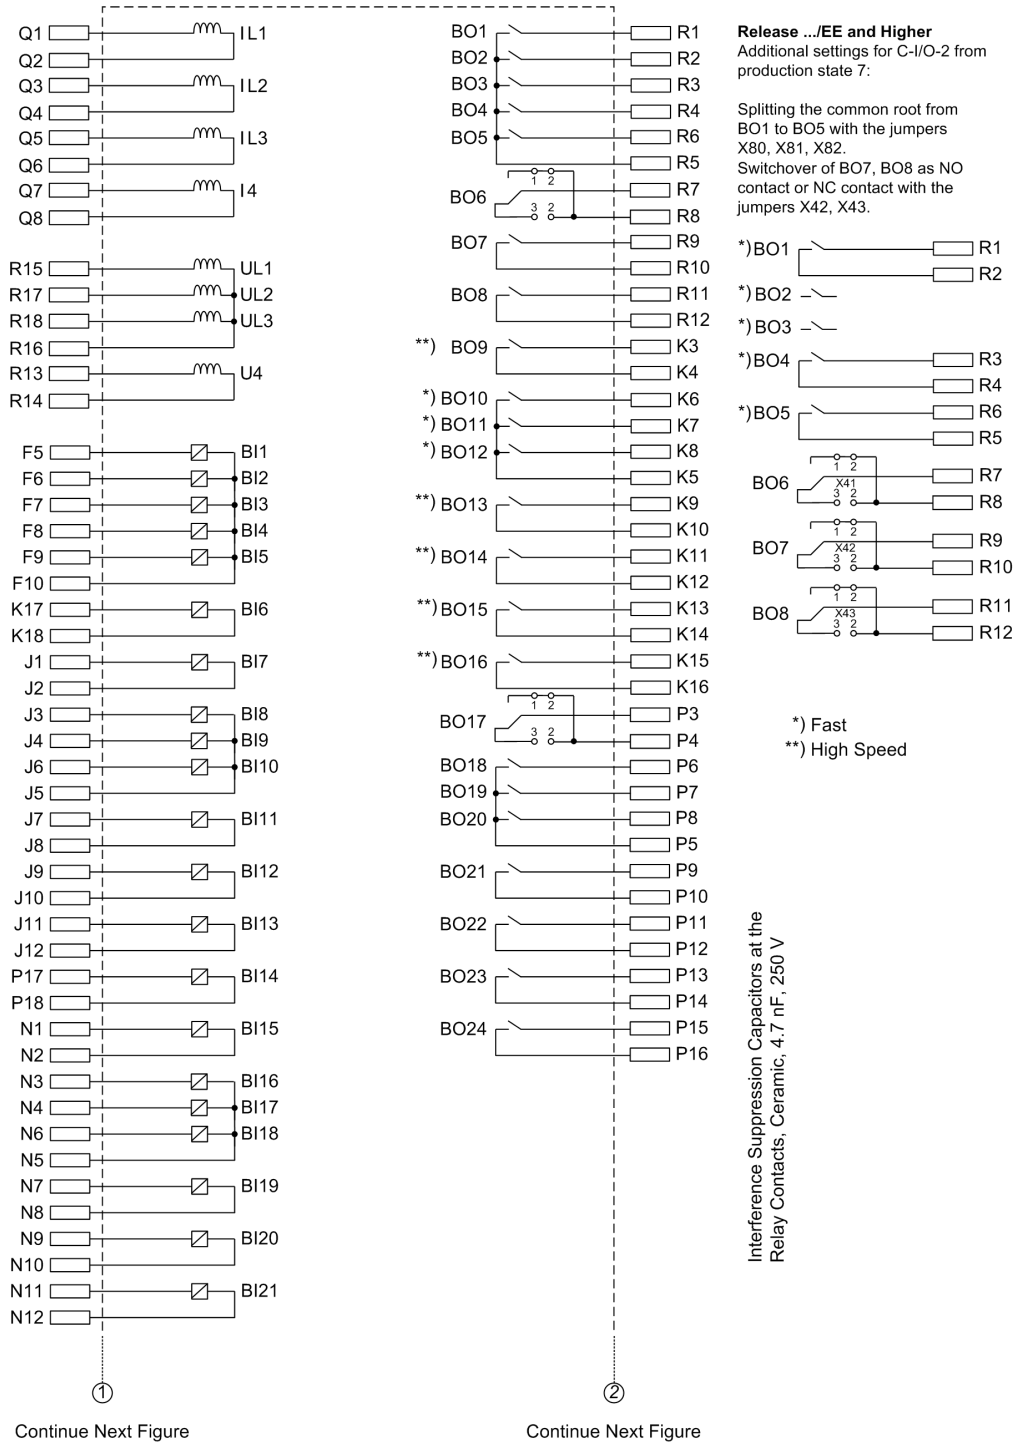 Q1 IL1
Q2
Q3 IL2
Q4
Q5 IL3
Q6
Q7 I4
Q8
R15 UL1
R17 UL2
R18 UL3
R16
R13 U4
R14
F5 BI1
F6 BI2
F7 BI3
F8 BI4
F9 BI5
F10
K17 BI6
K18
J1 BI7
J2
J3 BI8
J4 BI9
J6 BI10
J5
J7 BI11
J8
J9 BI12
J10
J11 BI13
J12
P17 BI14
P18
N1 BI15
N2
N3 BI16
N4 BI17
N6 BI18
N5
N7 BI19
N8
N9 BI20
N10
N11 BI21
N12
1
Continue Next Figure
BO1 R1
BO2 R2
BO3 R3
BO4 R4
BO5 R6
R5
1 2
BO6 R7
3 2 R8
BO7 R9
R10
BO8 R11
R12
**) BO9 K3
K4
*) BO10 K6
*) BO11 K7
*) BO12 K8
K5
**) BO13 K9
K10
**) BO14 K11
K12
**) BO15 K13
K14
**) BO16 K15
K16
1 2
BO17 P3
3 2 P4
BO18 P6
BO19 P7
BO20 P8
P5
BO21 P9
P10
BO22 P11
P12
BO23 P13
P14
BO24 P15
P16
2
Continue Next Figure
Release .../EE and Higher
Additional settings for C-I/O-2 from
production state 7:
Splitting the common root from
BO1 to BO5 with the jumpers
X80, X81, X82.
Switchover of BO7, BO8 as NO
contact or NC contact with the
jumpers X42, X43.
*) BO1 R1
R2
*) BO2
*) BO3
*) BO4 R3
R4
*) BO5 R6
R5
1 2
BO6 X41 R7
3 2 R8
1 2
BO7 X42 R9
3 2 R10
1 2
BO8 X43 R11
3 2 R12
*) Fast
**) High Speed
Interference Suppression Capacitors at the
Relay Contacts, Ceramic, 4.7 nF, 250 V